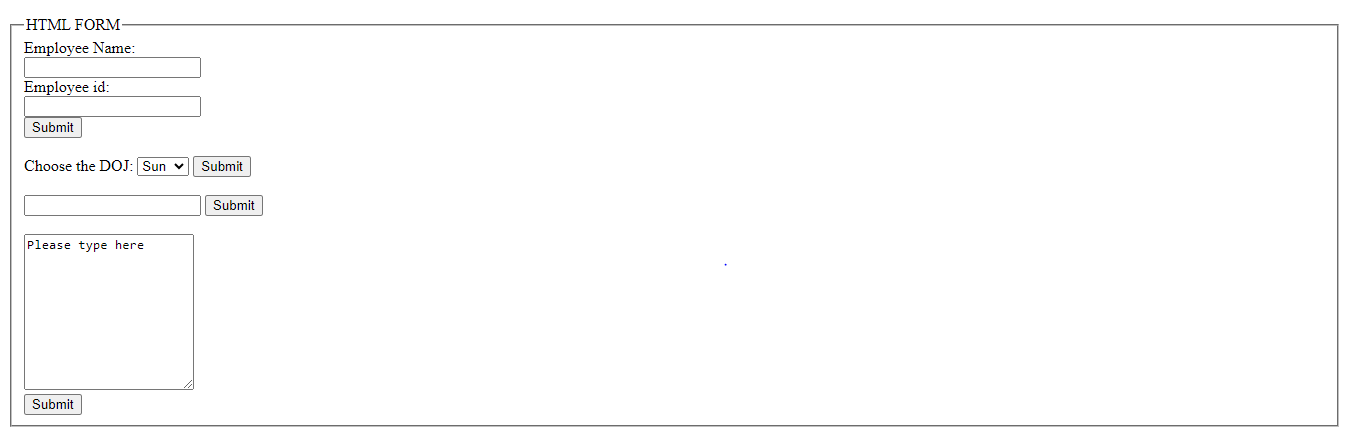 HTML FORM
Employee Name:
Employee id:
Submit
Choose the DOJ: Sun Submit
Submit
Please type here
Submit